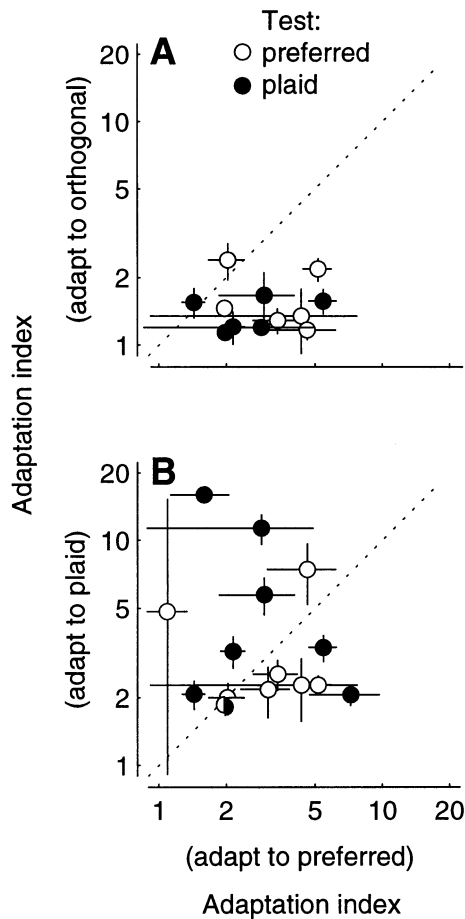 Test:
preferred
plaid
A
20
10
5
2
1
(adapt to orthogonal)
Adaptation index
B
20
10
5
2
1
(adapt to plaid)
1 2 5 10 20
(adapt to preferred)
Adaptation index